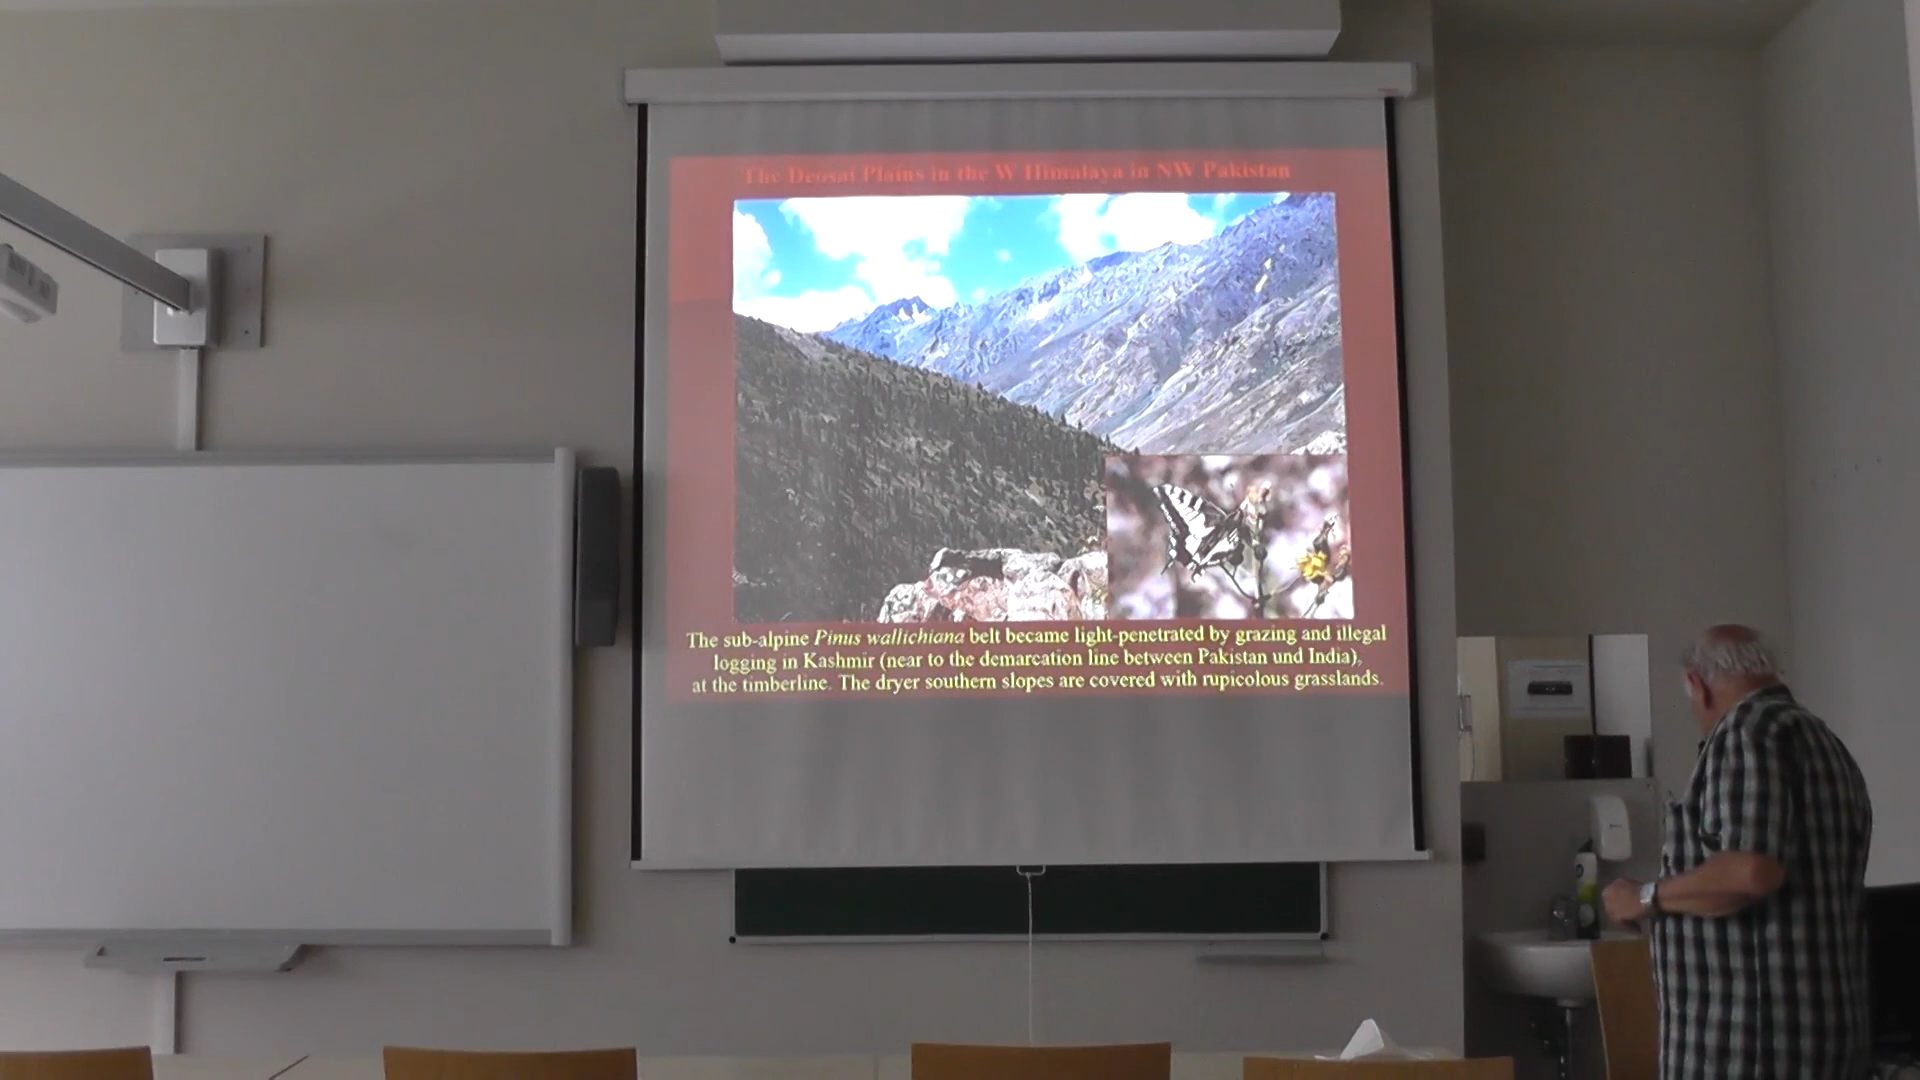 The Deosai Plains in the W Himalaya in NW Pakistan
The sub-alpine Pinus wallichiana belt became light-penetrated by grazing and illegal
logging in Kashmir (near to the demarcation line between Pakistan und India),
at the timberline. The dryer southern slopes are covered with rupicolous grasslands.